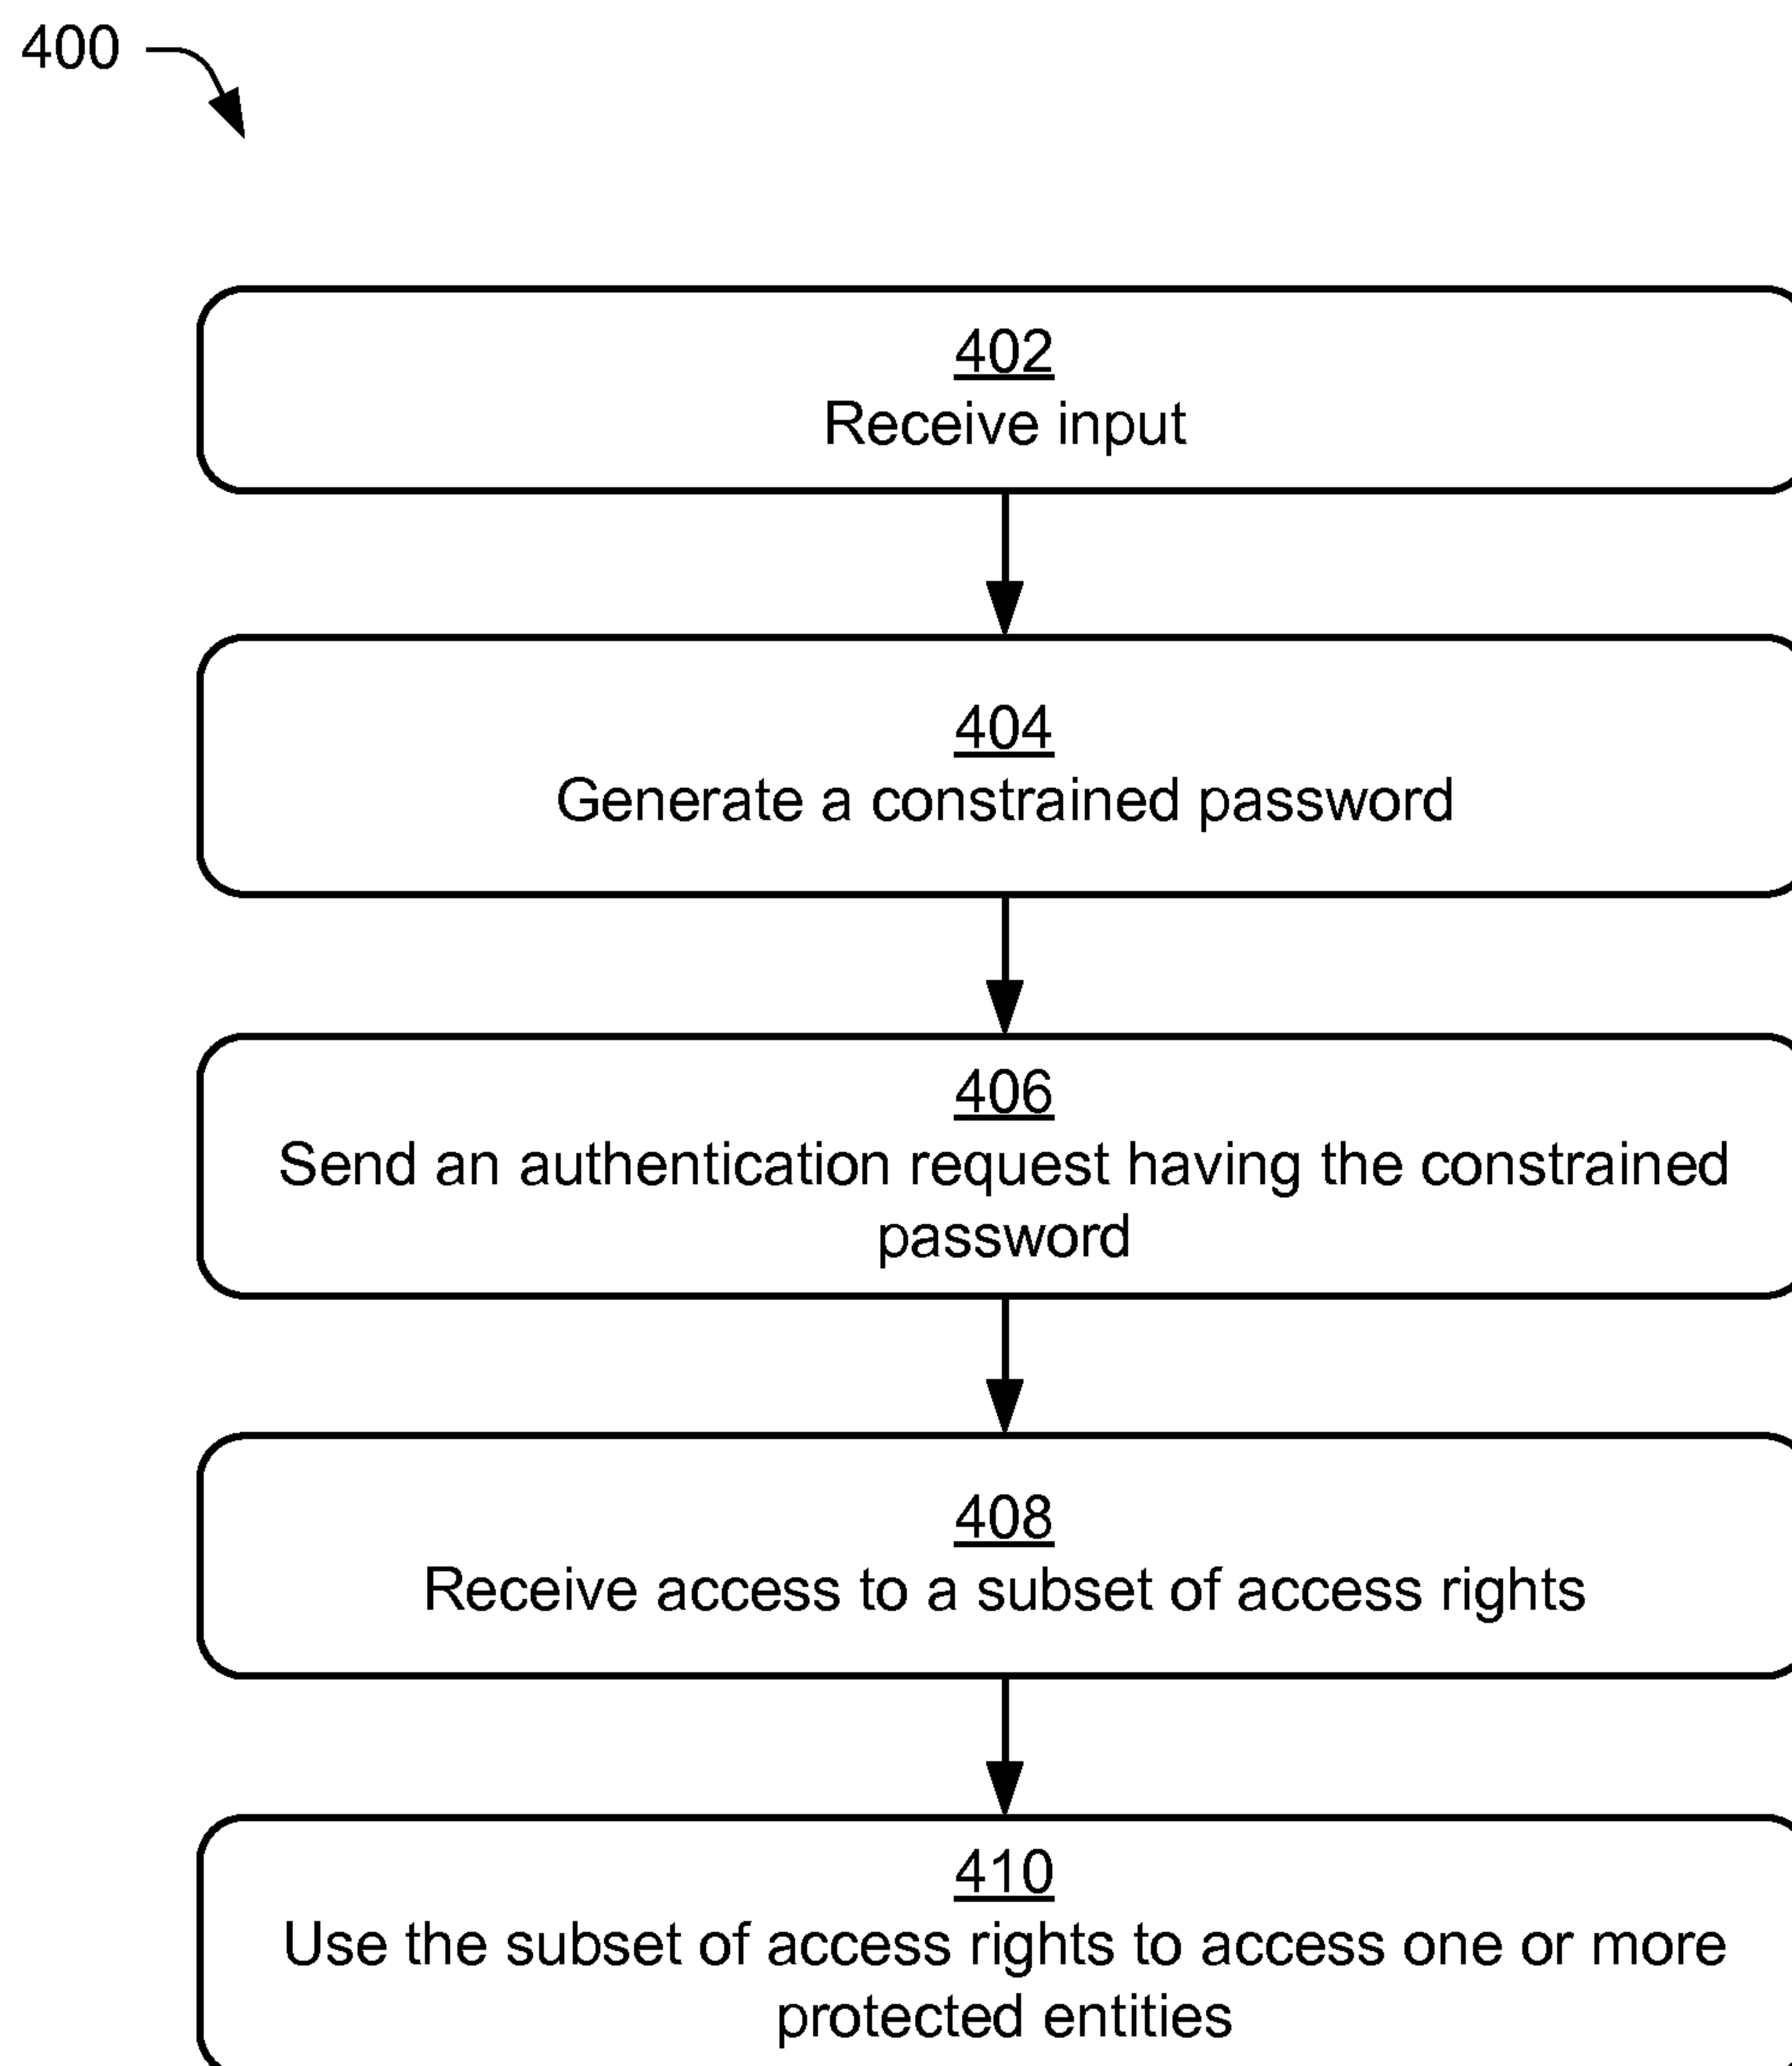 400
402
Receive input
404
Generate a constrained password
406
Send an authentication request having the constrained
password
408
Receive access to a subset of access rights
410
Use the subset of access rights to access one or more
protected entities